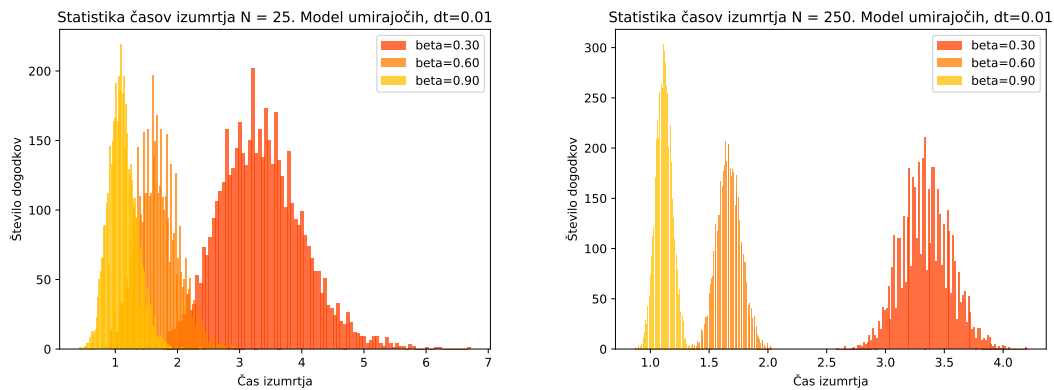 Statistika časov izumrtja N = 25. Model umirajočih, dt=0.01
beta=0.30
beta=0.60
beta=0.90
Število dogodkov
200
150
100
50
0
1
2
3
4
5
6
7
Čas izumrtja
Statistika časov izumrtja N = 250. Model umirajočih, dt=0.01
beta=0.30
beta=0.60
beta=0.90
Število dogodkov
300
250
200
150
100
50
0
1.0
1.5
2.0
2.5
3.0
3.5
4.0
Čas izumrtja